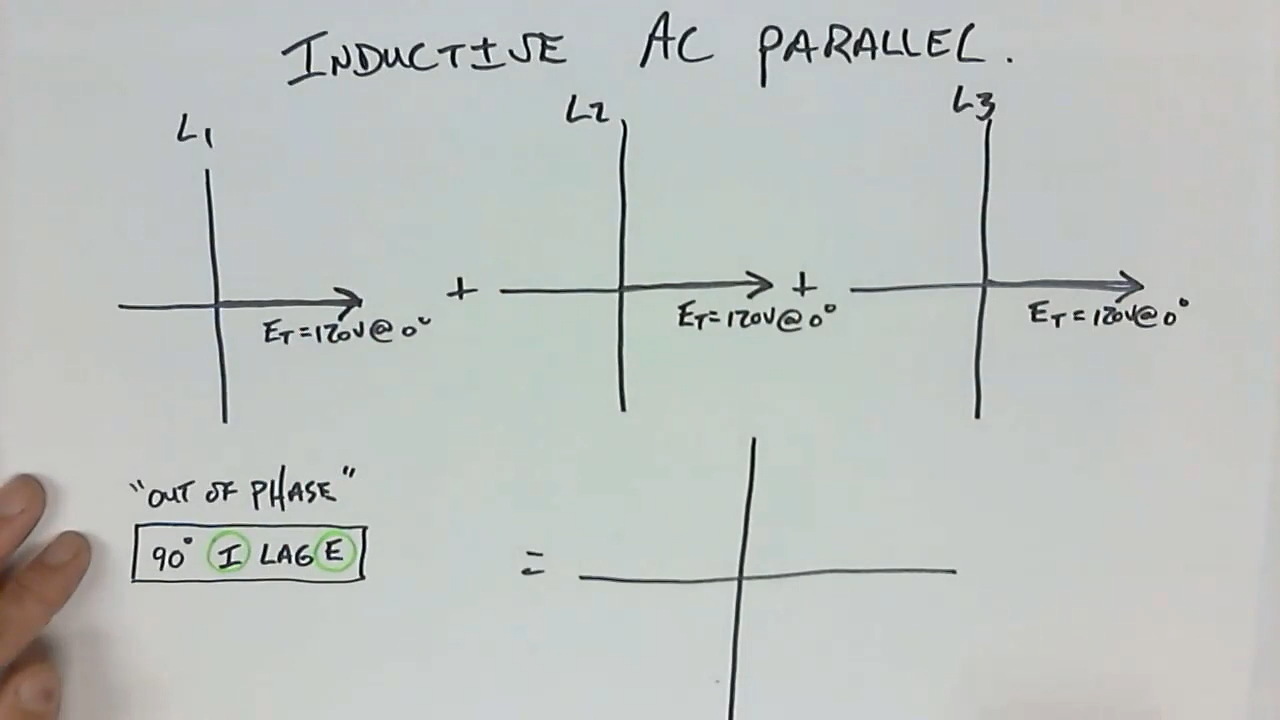 INDUCTIVE AC PARALLEL.
L1
L2
L3
+
+
ET=120V@0°
ET=120V@0°
ET=120V@0°
"OUT OF PHASE"
90° I LAG E
=